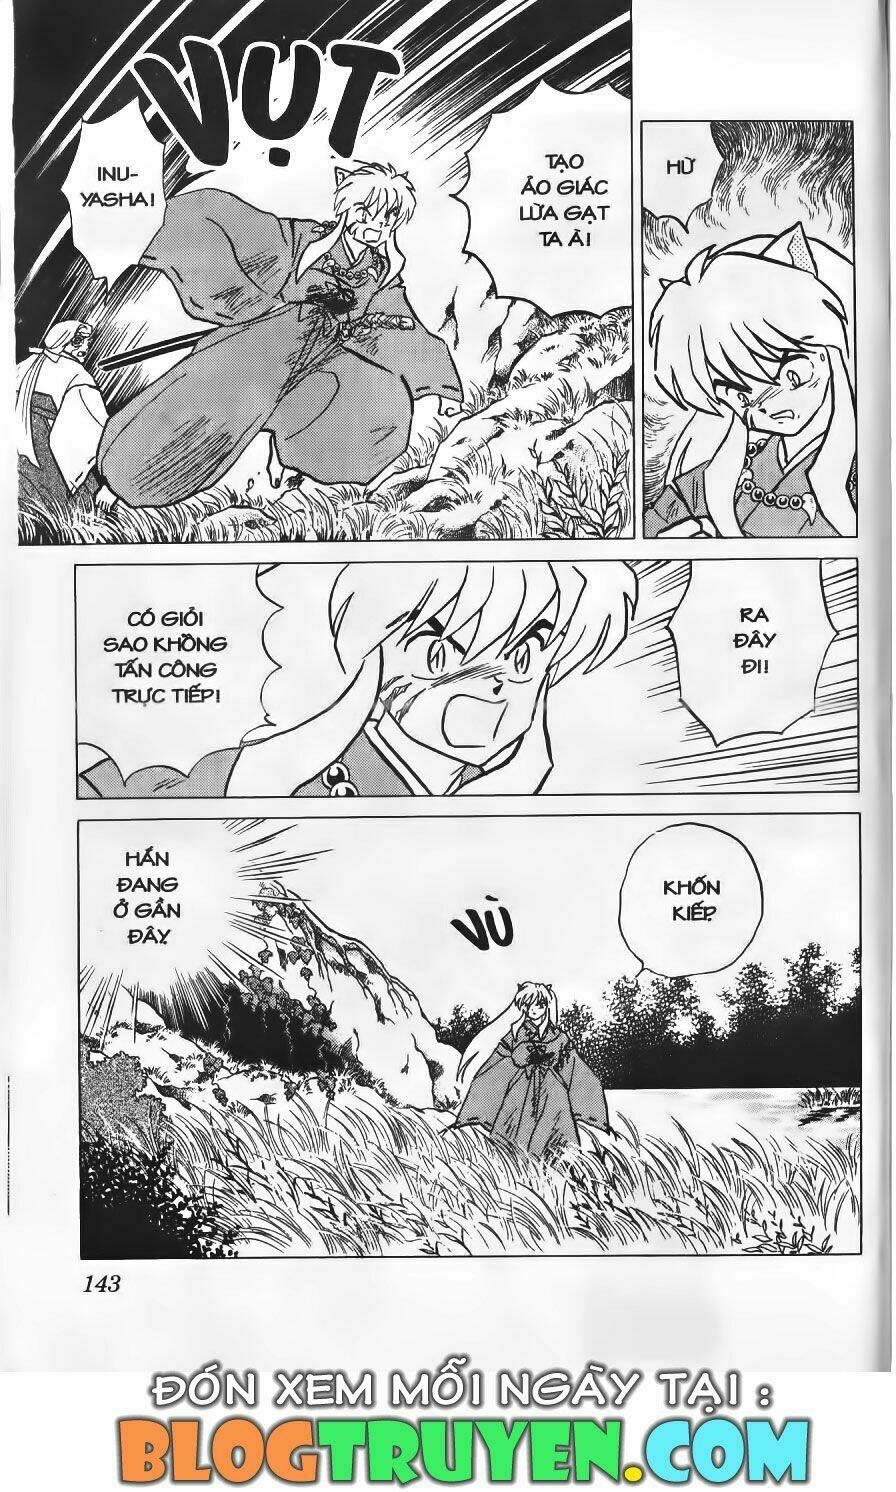 HỪ
TẠO
ẢO GIÁC
LỪA GẠT
TA À!
VỤT
INU-
YASHA!
RA
ĐÂY
ĐI!
CÓ GIỎI
SAO KHỒNG
TẤN CÔNG
TRỰC TIẾP!
KHỐN
KIẾP.
VÙ
HẮN
ĐANG
Ở GẦN
ĐÂY.
143
ĐÓN XEM MỖI NGÀY TẠI :
BLOGTRUYEN.COM